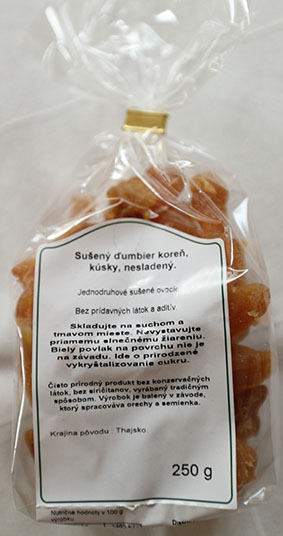 Sušený ďumbier koreň,
kúsky, nesladený.
Jednodruhové sušené ovocie.
Bez prídavných látok a aditív.
Skladujte na suchom a
tmavom mieste. Nevystavujte
priamemu slnečnému žiareniu.
Biely povlak na povrchu nie je
na závadu. Ide o prirodzené
vykryštalizovanie cukru.
Čisto prírodný produkt bez konzervačných
látok, bez siričitanov, vyrábaný tradičným
spôsobom. Výrobok je balený v závode,
ktorý spracováva orechy a semienka.
Krajina pôvodu : Thajsko.
250 g
Nutričné hodnoty v 100 g
výrobku